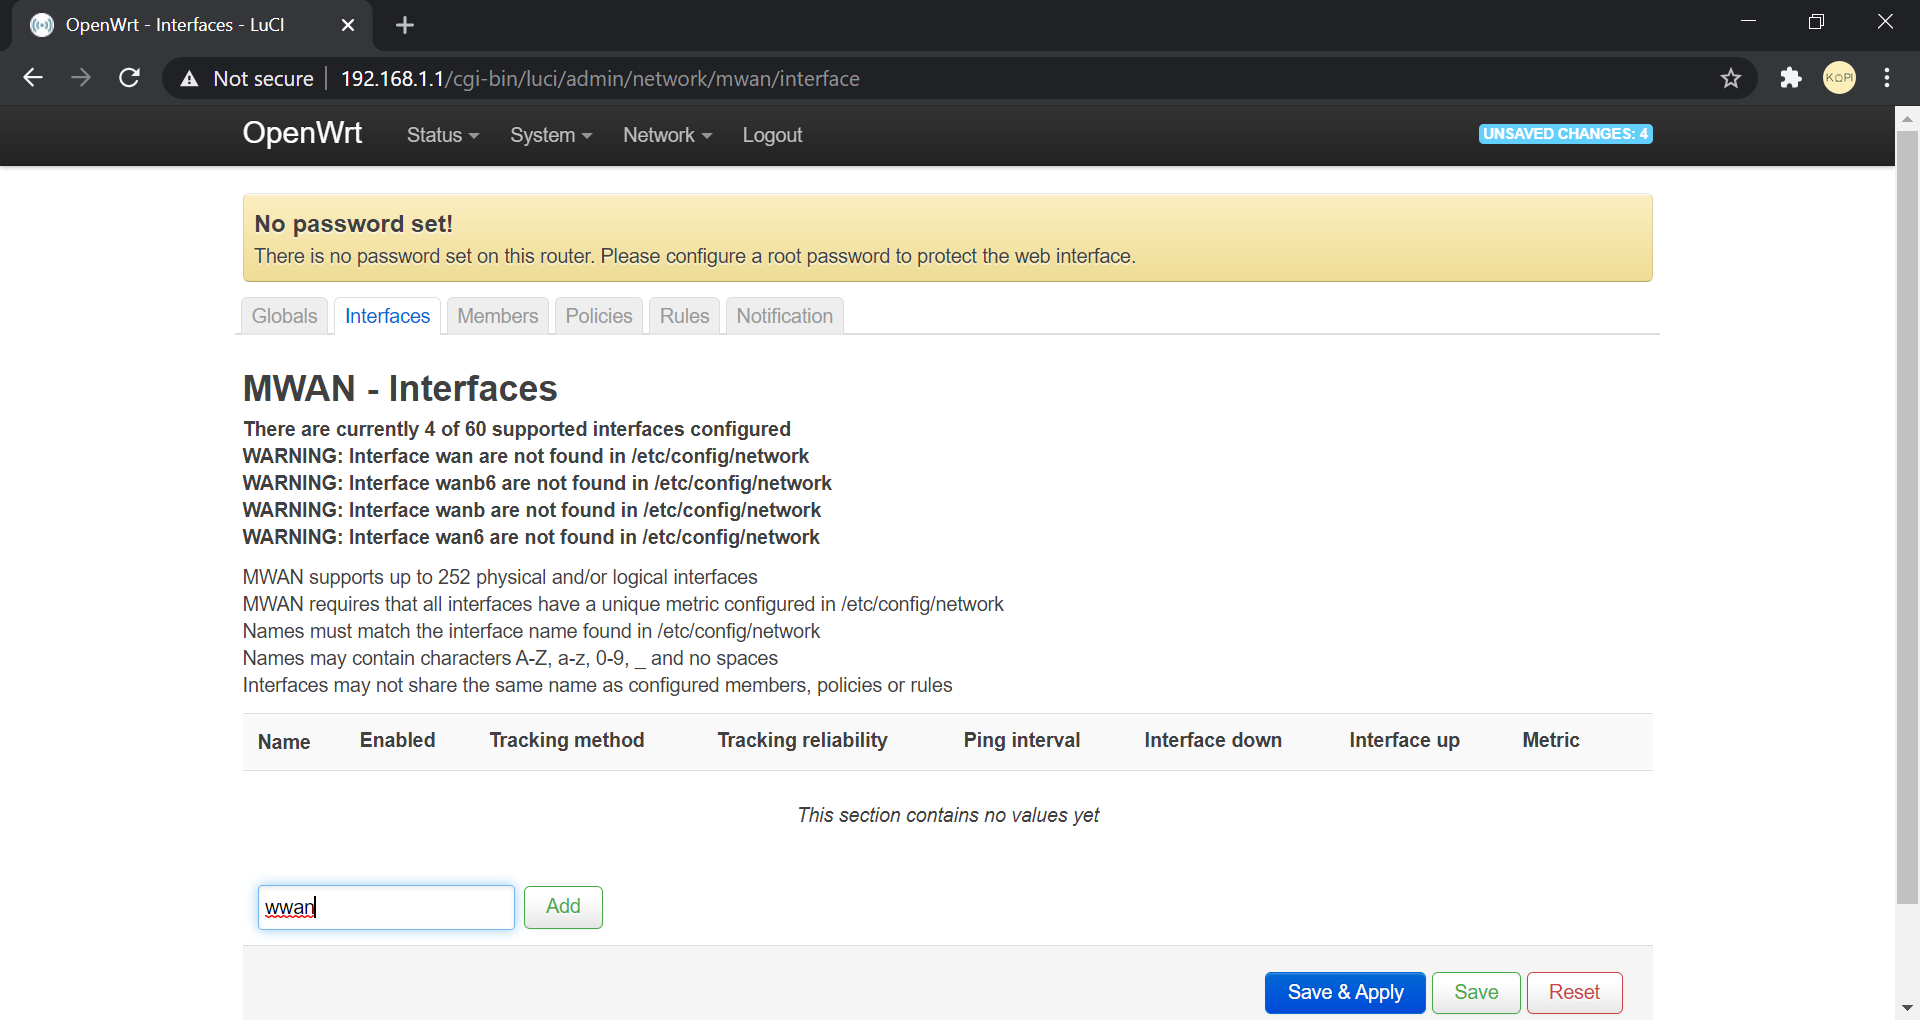 OpenWrt - Interfaces - LuCI
Not secure 192.168.1.1/cgi-bin/luci/admin/network/mwan/interface
KOPI
OpenWrt Status System Network Logout UNSAVED CHANGES: 4
No password set!
There is no password set on this router. Please configure a root password to protect the web interface.
Globals Interfaces Members Policies Rules Notification
MWAN - Interfaces
There are currently 4 of 60 supported interfaces configured
WARNING: Interface wan are not found in /etc/config/network
WARNING: Interface wanb6 are not found in /etc/config/network
WARNING: Interface wanb are not found in /etc/config/network
WARNING: Interface wan6 are not found in /etc/config/network
MWAN supports up to 252 physical and/or logical interfaces
MWAN requires that all interfaces have a unique metric configured in /etc/config/network
Names must match the interface name found in /etc/config/network
Names may contain characters A-Z, a-z, 0-9, _ and no spaces
Interfaces may not share the same name as configured members, policies or rules
Name Enabled Tracking method Tracking reliability Ping interval Interface down Interface up Metric
This section contains no values yet
wwan Add
Save & Apply Save Reset